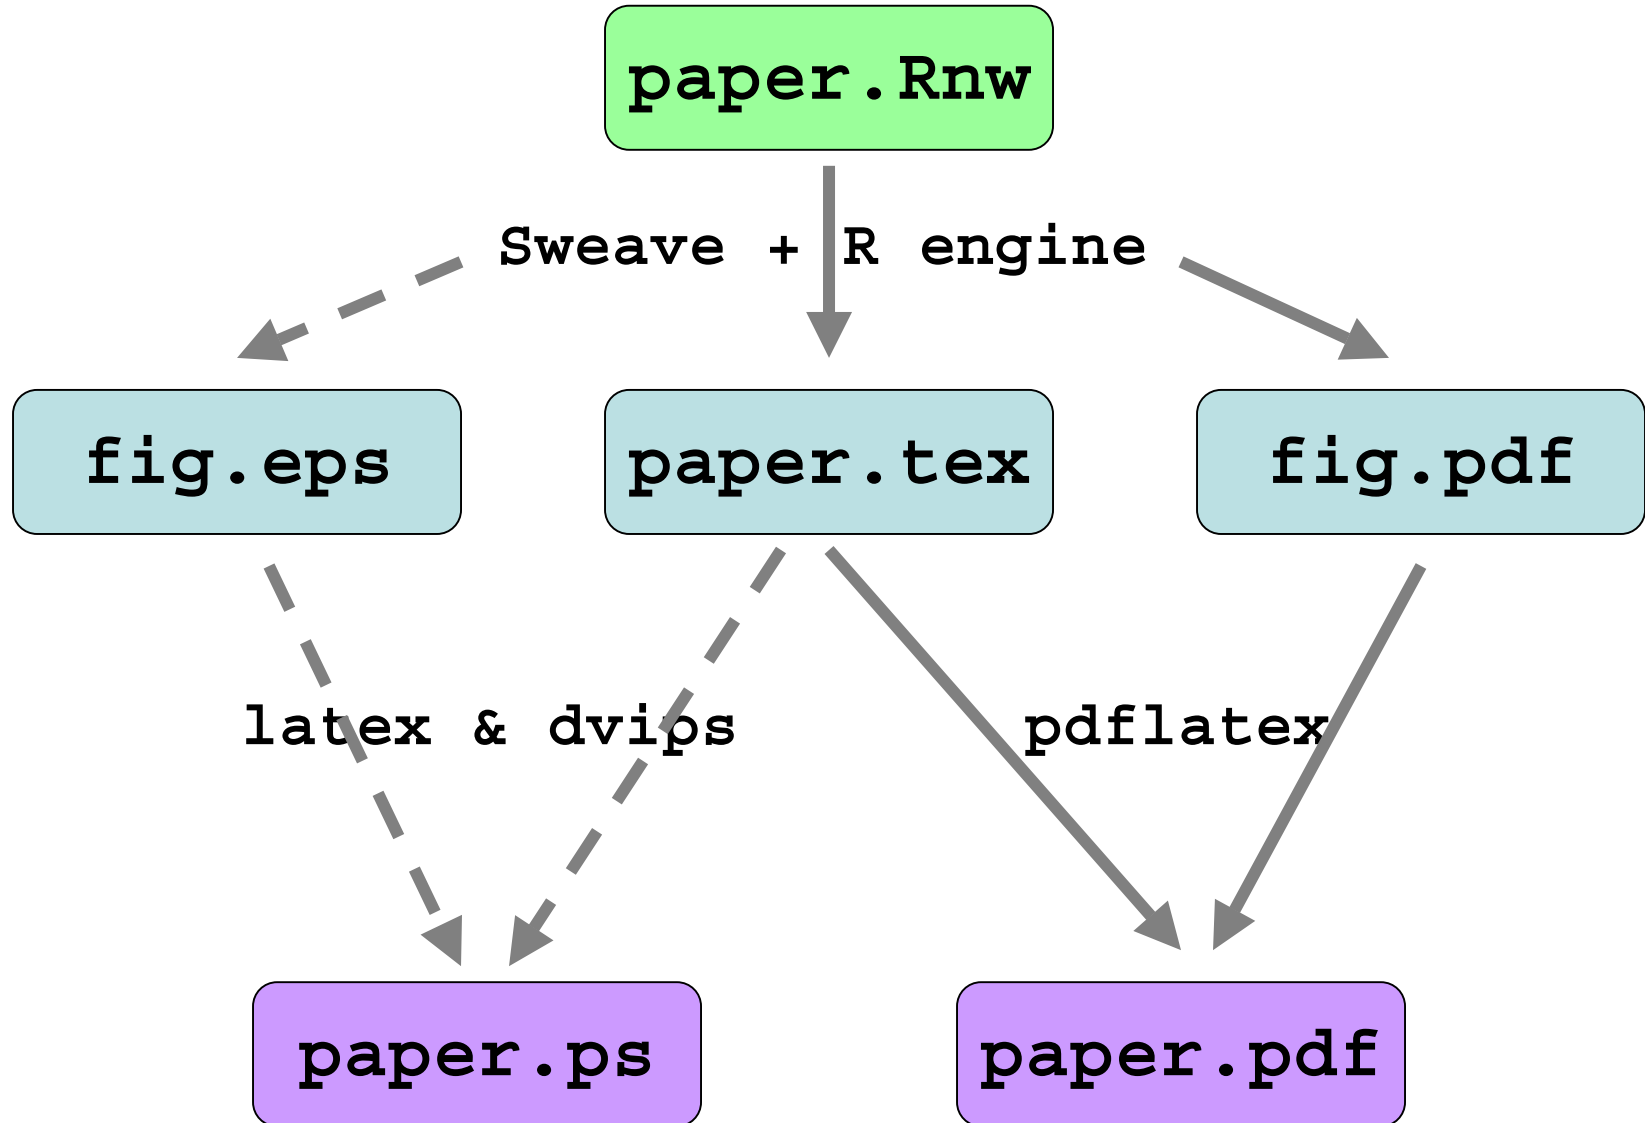 paper.Rnw
Sweave + R engine
fig.eps
paper.tex
fig.pdf
latex & dvips
pdflatex
paper.ps
paper.pdf